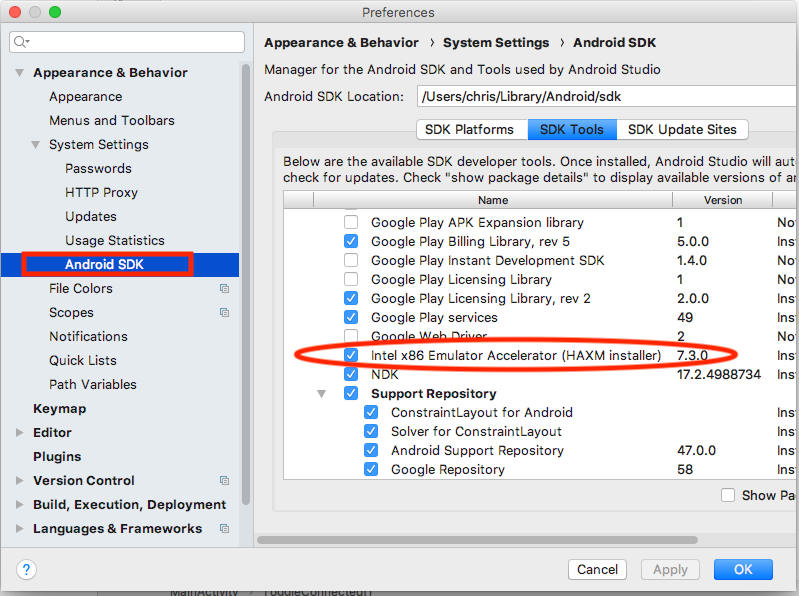 Preferences
Appearance & Behavior › System Settings › Android SDK
Manager for the Android SDK and Tools used by Android Studio
Android SDK Location: /Users/chris/Library/Android/sdk
SDK Platforms SDK Tools SDK Update Sites
Below are the available SDK developer tools. Once installed, Android Studio will aut
check for updates. Check "show package details" to display available versions of an
Name Version
Google Play APK Expansion library 1 No
Google Play Billing Library, rev 5 5.0.0 Ins
Google Play Instant Development SDK 1.4.0 No
Google Play Licensing Library 1 No
Google Play Licensing Library, rev 2 2.0.0 Ins
Google Play services 49 Ins
Google Web Driver 2 No
Intel x86 Emulator Accelerator (HAXM installer) 7.3.0 Ins
NDK 17.2.4988734 Ins
Support Repository
ConstraintLayout for Android Ins
Solver for ConstraintLayout Ins
Android Support Repository 47.0.0 Ins
Google Repository 58 Ins
Show Pa
Appearance & Behavior
Appearance
Menus and Toolbars
System Settings
Passwords
HTTP Proxy
Updates
Usage Statistics
Android SDK
File Colors
Scopes
Notifications
Quick Lists
Path Variables
Keymap
Editor
Plugins
Version Control
Build, Execution, Deployment
Languages & Frameworks
? Cancel Apply OK
MainActivity ToggleConnected()